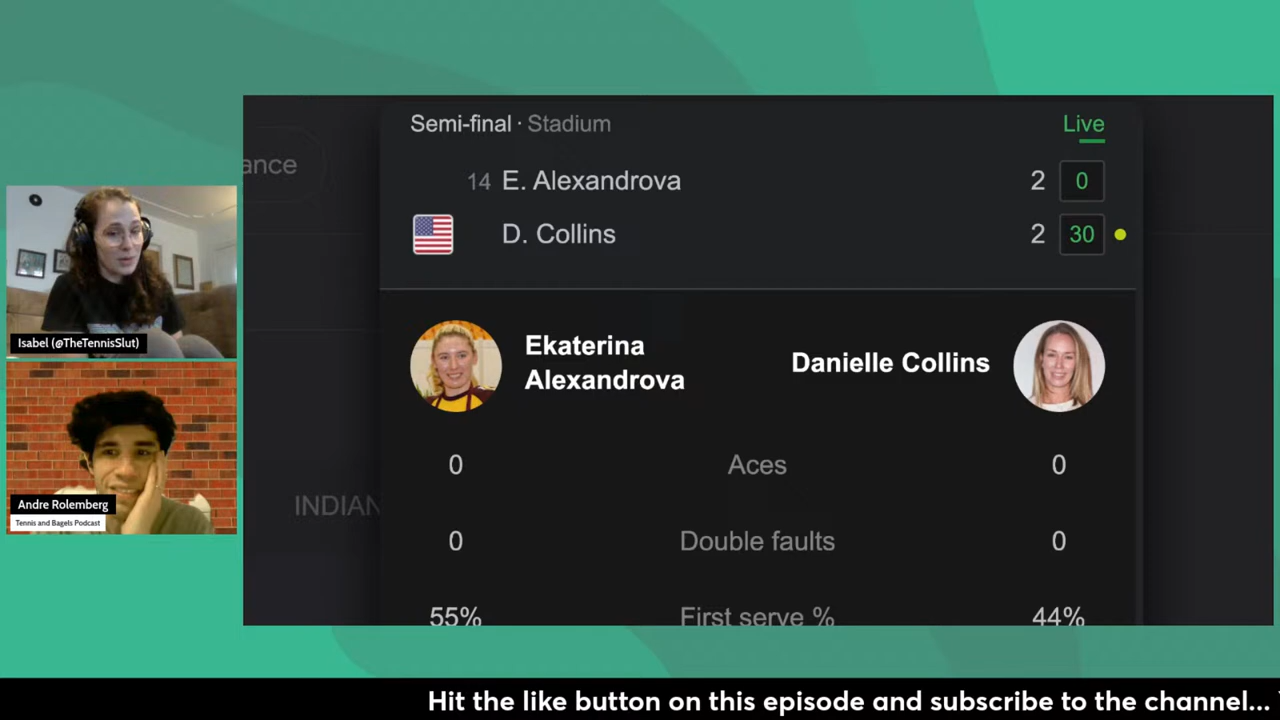 Semi-final · Stadium
Live
ance
14 E. Alexandrova 2 0
D. Collins 2 30
Ekaterina
Alexandrova
Danielle Collins
0 Aces 0
INDIAN
0 Double faults 0
55% First serve % 44%
Isabel (@TheTennisSlut)
Andre Rolemberg
Tennis and Bagels Podcast
Hit the like button on this episode and subscribe to the channel...